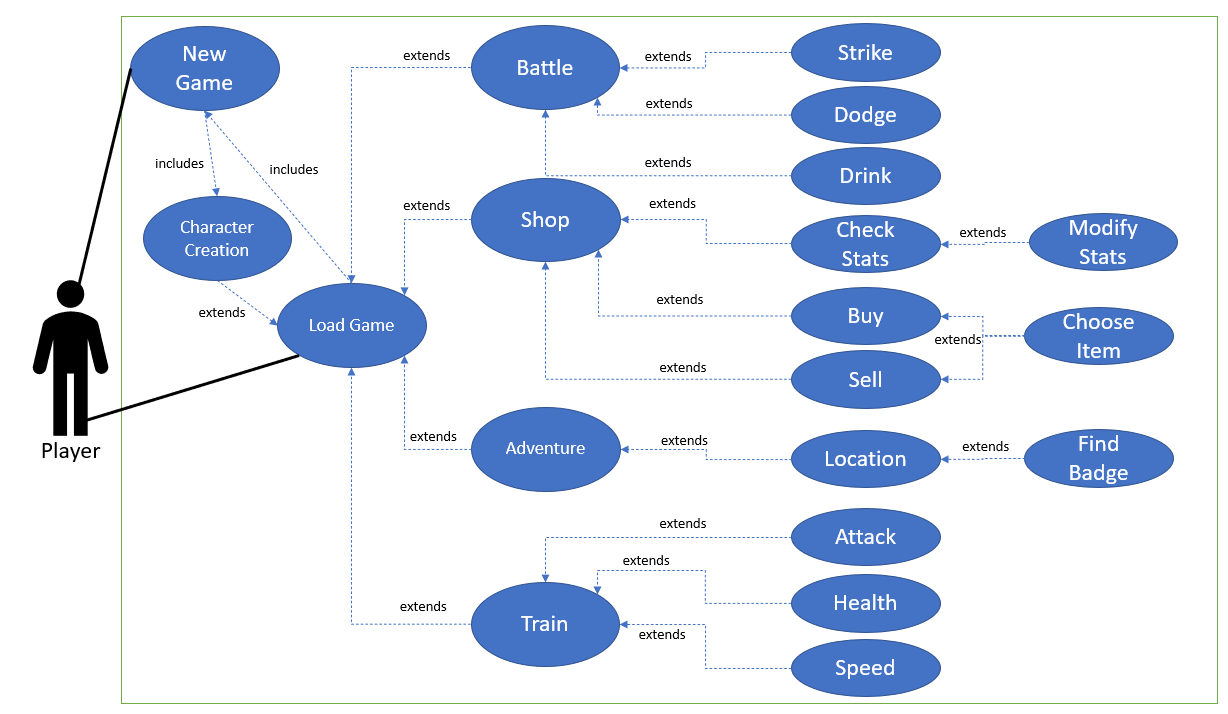 New
Game
includes
includes
Character
Creation
extends
Load Game
Player
extends
Battle
extends
Strike
extends
Dodge
extends
Drink
extends
Shop
extends
Check
Stats
extends
Modify
Stats
extends
Buy
extends
Choose
Item
extends
Sell
extends
Adventure
extends
Location
extends
Find
Badge
extends
Attack
extends
Health
extends
Train
extends
Speed